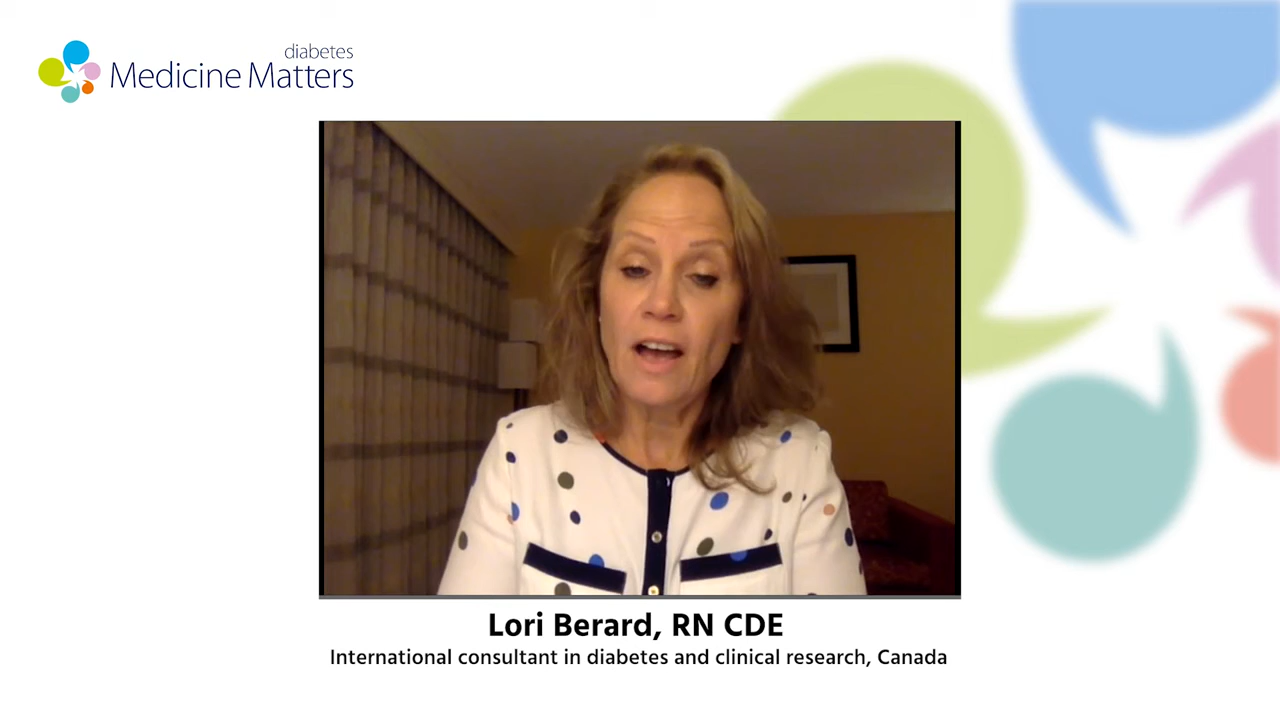 diabetes
Medicine Matters
Lori Berard, RN CDE
International consultant in diabetes and clinical research, Canada